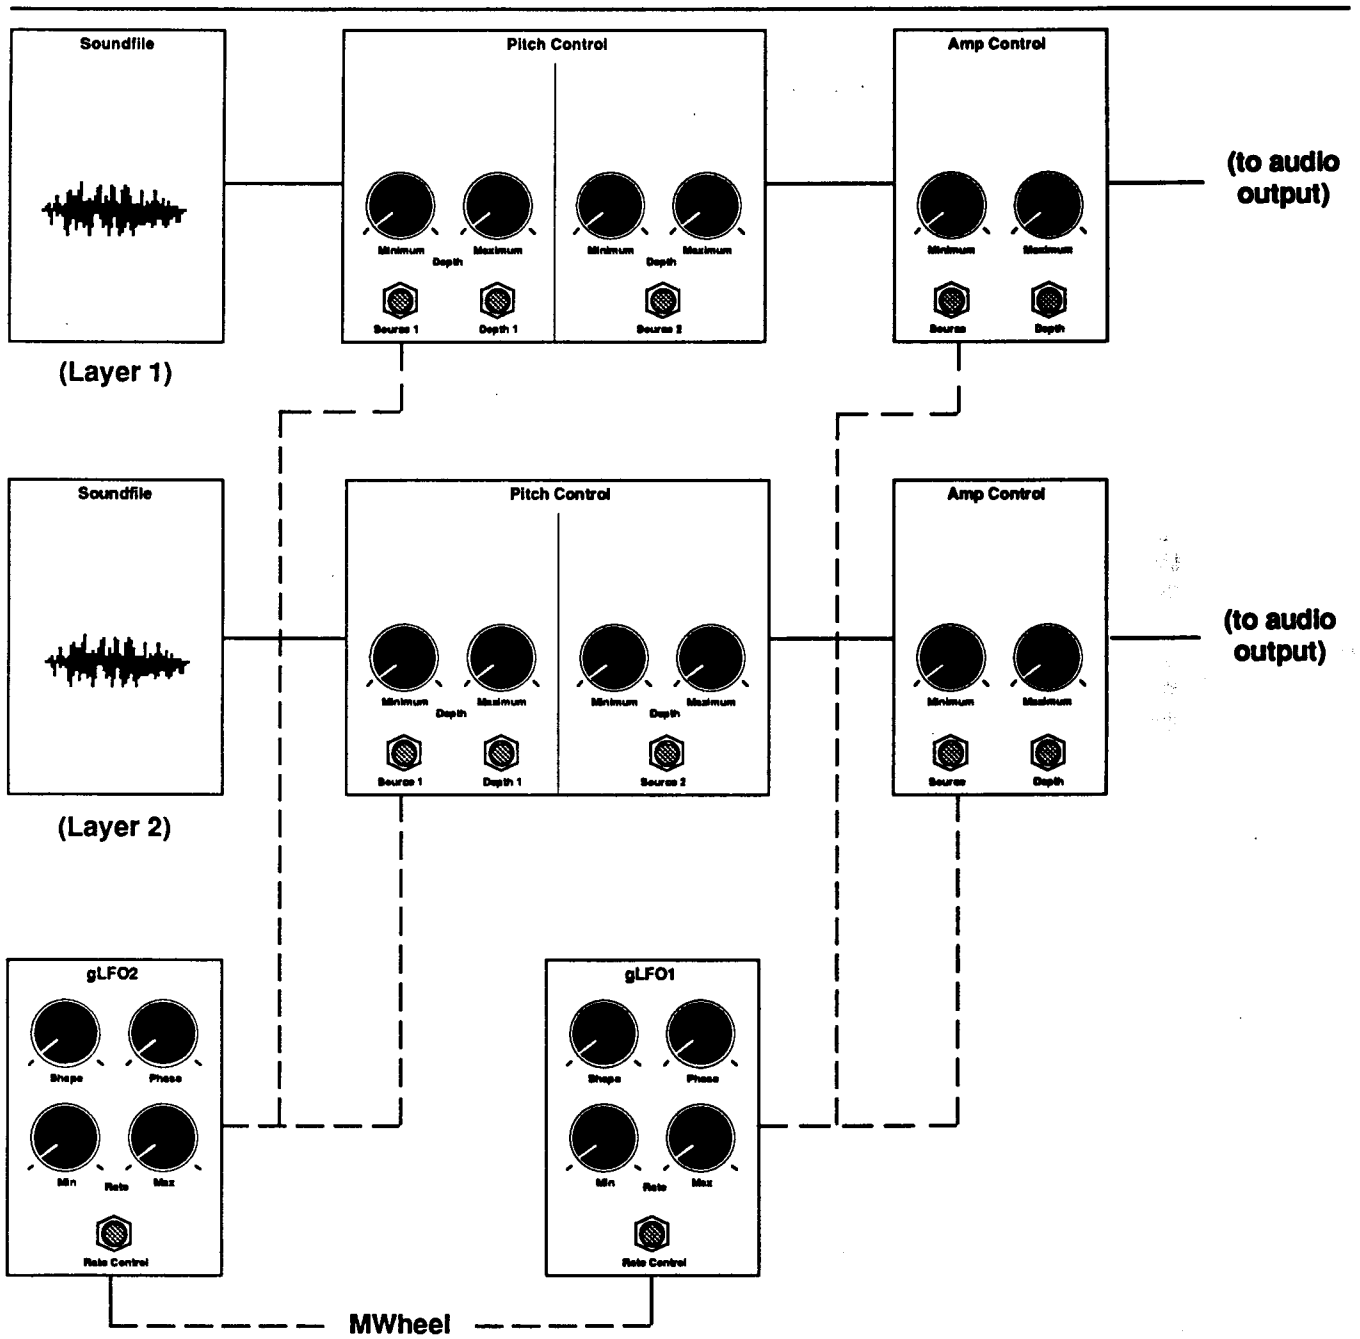 Soundfile
Pitch Control
Amp Control
(to audio
output)
Minimum Maximum Minimum Maximum Minimum Maximum
Depth Depth
Source 1 Depth 1 Source 2 Source Depth
(Layer 1)
Soundfile
Pitch Control
Amp Control
(to audio
output)
Minimum Maximum Minimum Maximum Minimum Maximum
Depth Depth
Source 1 Depth 1 Source 2 Source Depth
(Layer 2)
gLFO2
gLFO1
Shape Phase Shape Phase
Min Rate Max Min Rate Max
Rate Control Rate Control
MWheel